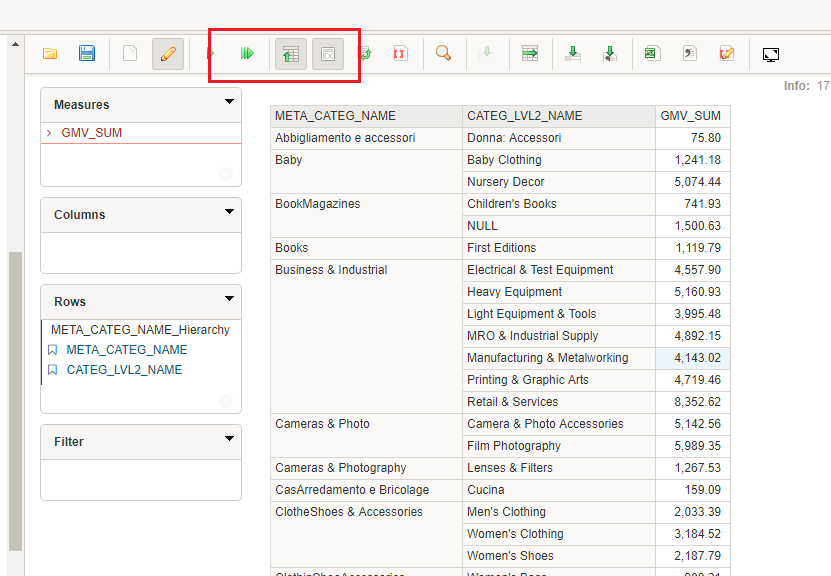 Info: 17
Measures
GMV_SUM
Columns
Rows
META_CATEG_NAME_Hierarchy
META_CATEG_NAME
CATEG_LVL2_NAME
Filter
META_CATEG_NAME CATEG_LVL2_NAME GMV_SUM
Abbigliamento e accessori Donna: Accessori 75.80
Baby Baby Clothing 1,241.18
Nursery Decor 5,074.44
BookMagazines Children's Books 741.93
NULL 1,500.63
Books First Editions 1,119.79
Business & Industrial Electrical & Test Equipment 4,557.90
Heavy Equipment 5,160.93
Light Equipment & Tools 3,995.48
MRO & Industrial Supply 4,892.15
Manufacturing & Metalworking 4,143.02
Printing & Graphic Arts 4,719.46
Retail & Services 8,352.62
Cameras & Photo Camera & Photo Accessories 5,142.56
Film Photography 5,989.35
Cameras & Photography Lenses & Filters 1,267.53
CasArredamento e Bricolage Cucina 159.09
ClotheShoes & Accessories Men's Clothing 2,033.39
Women's Clothing 3,184.52
Women's Shoes 2,187.79